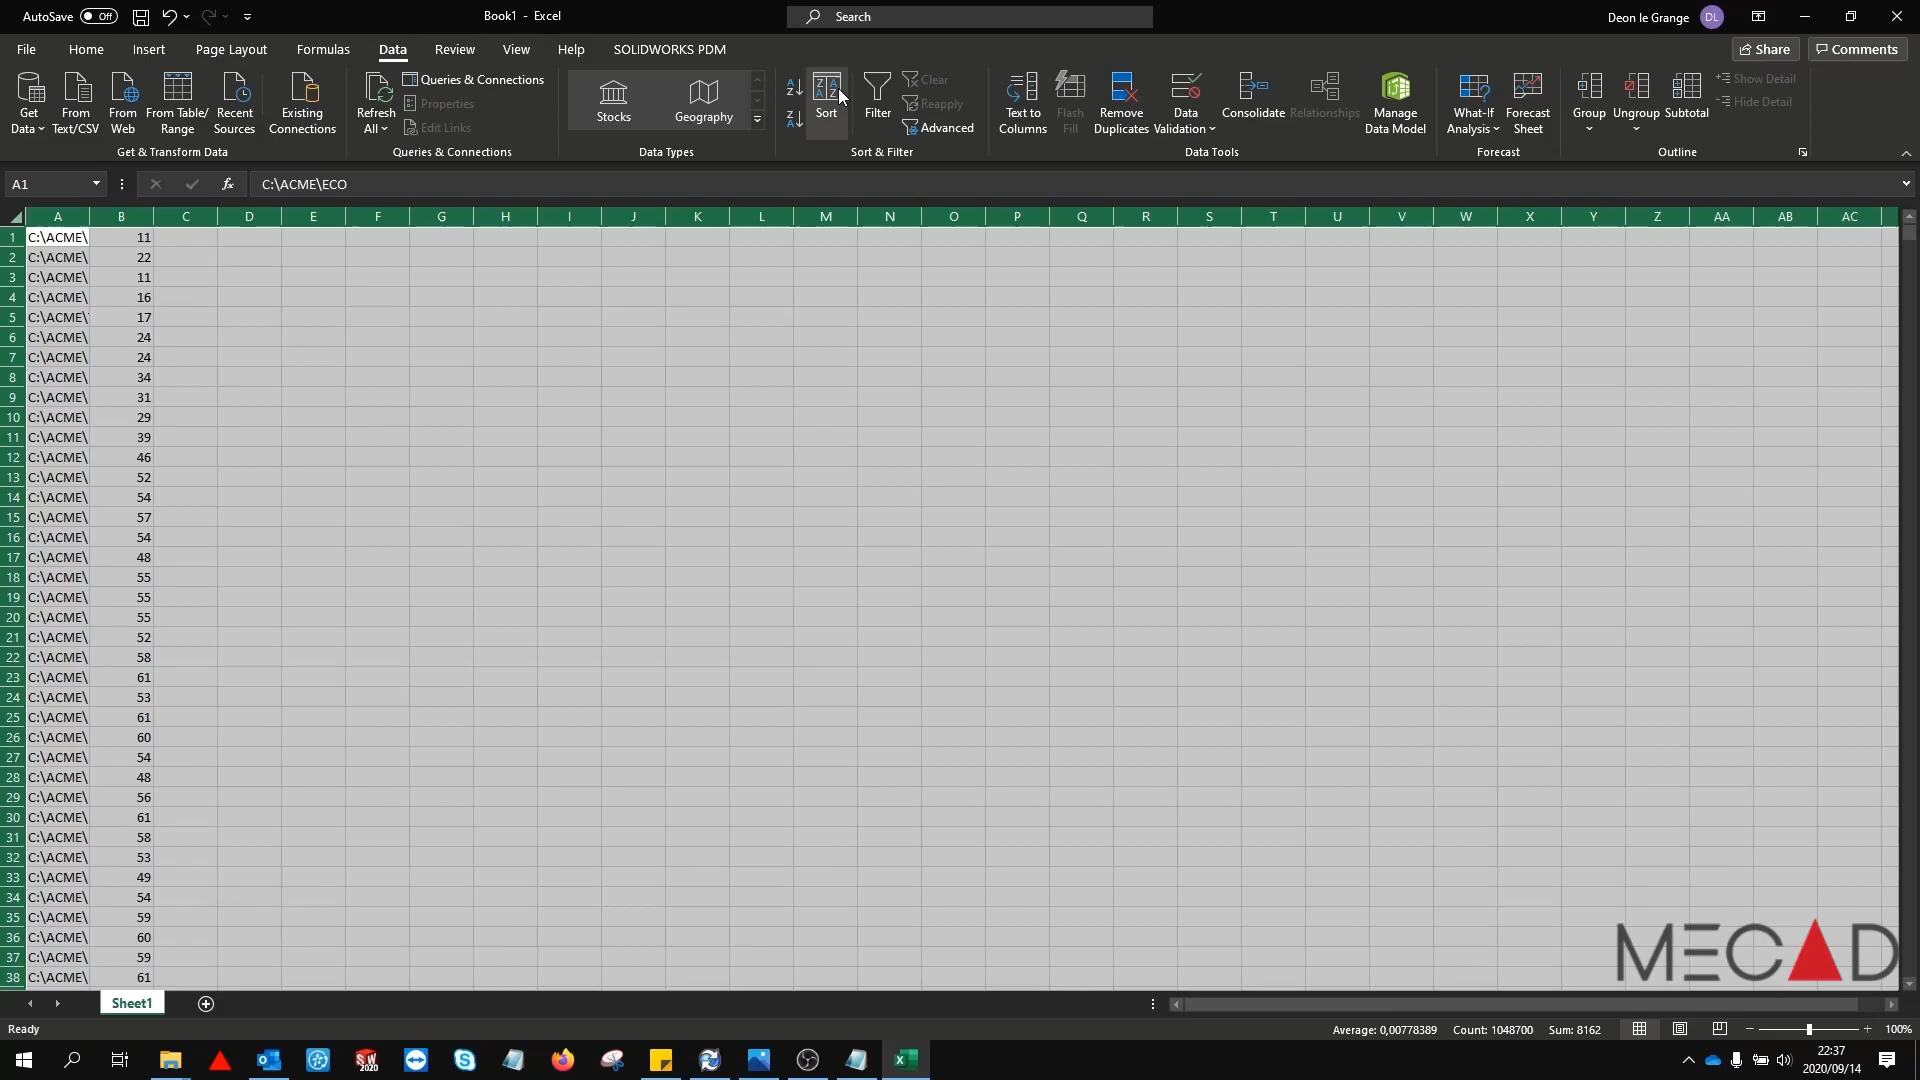 AutoSave Off Book1 - Excel Search Deon le Grange DL
File Home Insert Page Layout Formulas Data Review View Help SOLIDWORKS PDM Share Comments
Get Data From Text/CSV From Web From Table/ Range Recent Sources Existing Connections
Get & Transform Data
Refresh All Queries & Connections Properties Edit Links
Queries & Connections
Stocks Geography
Data Types
Sort Filter Clear Reapply Advanced
Sort & Filter
Text to Columns Flash Fill Remove Duplicates Data Validation Consolidate Relationships Manage Data Model
Data Tools
What-If Analysis Forecast Sheet
Forecast
Group Ungroup Subtotal Show Detail Hide Detail
Outline
A1 fx C:\ACME\ECO
A B C D E F G H I J K L M N O P Q R S T U V W X Y Z AA AB AC
1 C:\ACME\ 11
2 C:\ACME\ 22
3 C:\ACME\ 11
4 C:\ACME\ 16
5 C:\ACME\ 17
6 C:\ACME\ 24
7 C:\ACME\ 24
8 C:\ACME\ 34
9 C:\ACME\ 31
10 C:\ACME\ 29
11 C:\ACME\ 39
12 C:\ACME\ 46
13 C:\ACME\ 52
14 C:\ACME\ 54
15 C:\ACME\ 57
16 C:\ACME\ 54
17 C:\ACME\ 48
18 C:\ACME\ 55
19 C:\ACME\ 55
20 C:\ACME\ 55
21 C:\ACME\ 52
22 C:\ACME\ 58
23 C:\ACME\ 61
24 C:\ACME\ 53
25 C:\ACME\ 61
26 C:\ACME\ 60
27 C:\ACME\ 54
28 C:\ACME\ 48
29 C:\ACME\ 56
30 C:\ACME\ 61
31 C:\ACME\ 58
32 C:\ACME\ 53
33 C:\ACME\ 49
34 C:\ACME\ 54
35 C:\ACME\ 59
36 C:\ACME\ 60
37 C:\ACME\ 59
38 C:\ACME\ 61
MECAD
Sheet1
Ready Average: 0,00778389 Count: 1048700 Sum: 8162 100%
SW 2020
22:37
2020/09/14